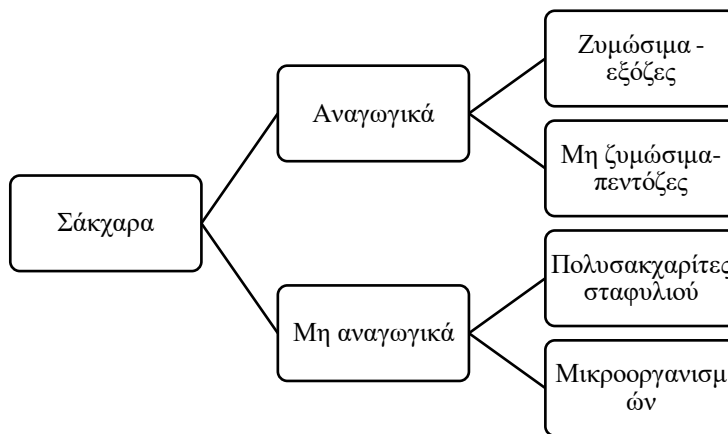 Σάκχαρα
Αναγωγικά
Ζυμώσιμα -
εξόζες
Μη ζυμώσιμα-
πεντόζες
Μη αναγωγικά
Πολυσακχαρίτες
σταφυλιού
Μικροοργανισμ
ών